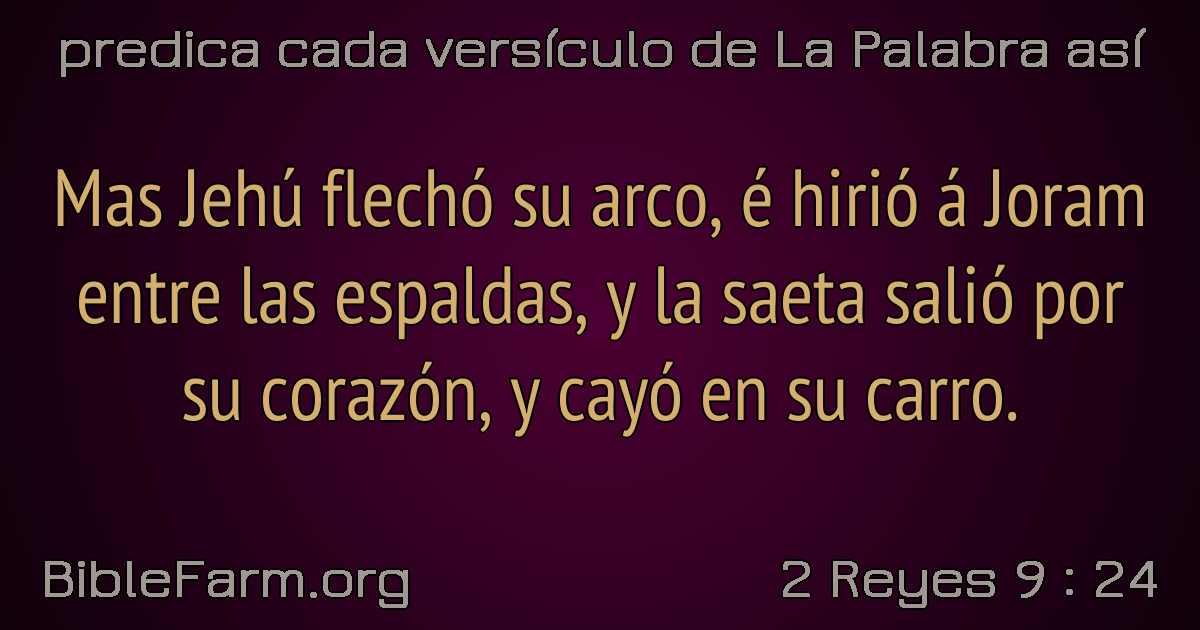 predica cada versículo de La Palabra así
Mas Jehú flechó su arco, é hirió á Joram
entre las espaldas, y la saeta salió por
su corazón, y cayó en su carro.
BibleFarm.org
2 Reyes 9 : 24